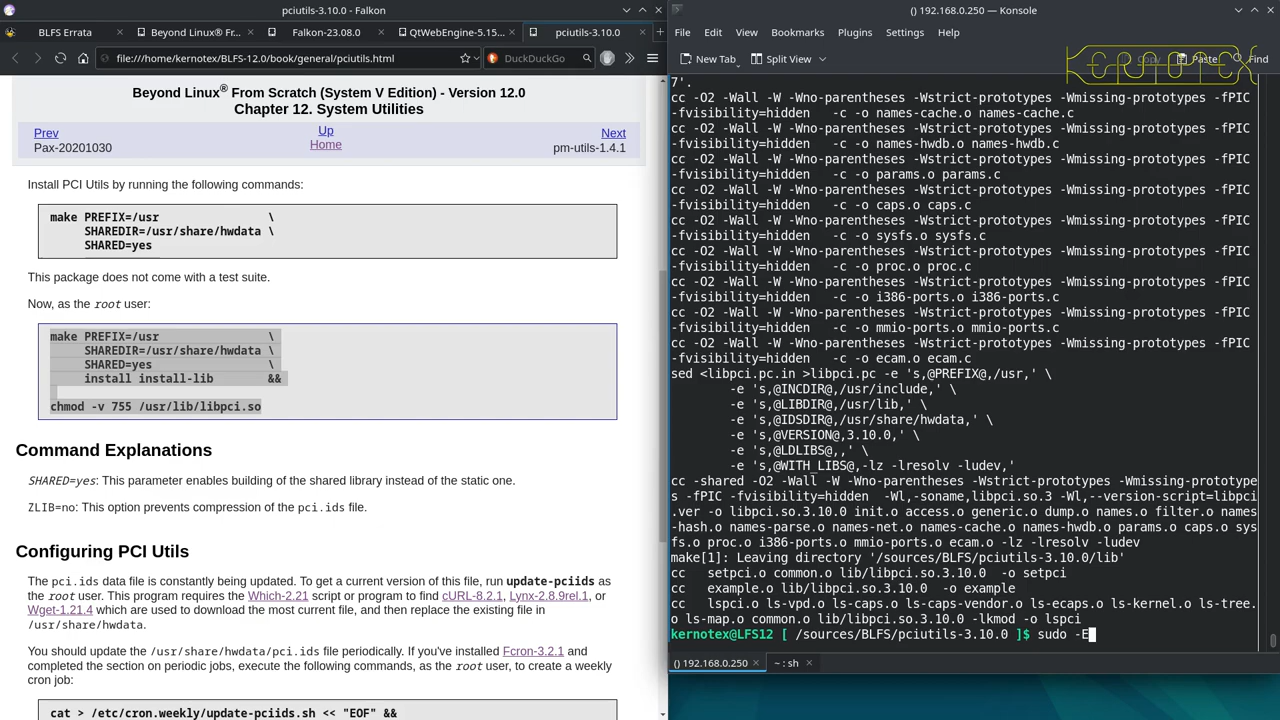 pciutils-3.10.0 - Falkon
BLFS Errata
Beyond Linux® Fr...
Falkon-23.08.0
QtWebEngine-5.15...
pciutils-3.10.0
file:///home/kernotex/BLFS-12.0/book/general/pciutils.html
DuckDuckGo
Beyond Linux® From Scratch (System V Edition) - Version 12.0
Chapter 12. System Utilities
Prev Up Next
Pax-20201030 Home pm-utils-1.4.1
Install PCI Utils by running the following commands:
make PREFIX=/usr \
SHAREDIR=/usr/share/hwdata \
SHARED=yes
This package does not come with a test suite.
Now, as the root user:
make PREFIX=/usr \
SHAREDIR=/usr/share/hwdata \
SHARED=yes \
install install-lib &&
chmod -v 755 /usr/lib/libpci.so
Command Explanations
SHARED=yes: This parameter enables building of the shared library instead of the static one.
ZLIB=no: This option prevents compression of the pci.ids file.
Configuring PCI Utils
The pci.ids data file is constantly being updated. To get a current version of this file, run update-pciids as
the root user. This program requires the Which-2.21 script or program to find cURL-8.2.1, Lynx-2.8.9rel.1, or
Wget-1.21.4 which are used to download the most current file, and then replace the existing file in
/usr/share/hwdata.
You should update the /usr/share/hwdata/pci.ids file periodically. If you've installed Fcron-3.2.1 and
completed the section on periodic jobs, execute the following commands, as the root user, to create a weekly
cron job:
cat > /etc/cron.weekly/update-pciids.sh << "EOF" &&
() 192.168.0.250 — Konsole
File Edit View Bookmarks Plugins Settings Help
New Tab Split View Copy Paste Find
KERNOTEX
7'.
cc -O2 -Wall -W -Wno-parentheses -Wstrict-prototypes -Wmissing-prototypes -fPIC
-fvisibility=hidden -c -o names-cache.o names-cache.c
cc -O2 -Wall -W -Wno-parentheses -Wstrict-prototypes -Wmissing-prototypes -fPIC
-fvisibility=hidden -c -o names-hwdb.o names-hwdb.c
cc -O2 -Wall -W -Wno-parentheses -Wstrict-prototypes -Wmissing-prototypes -fPIC
-fvisibility=hidden -c -o params.o params.c
cc -O2 -Wall -W -Wno-parentheses -Wstrict-prototypes -Wmissing-prototypes -fPIC
-fvisibility=hidden -c -o caps.o caps.c
cc -O2 -Wall -W -Wno-parentheses -Wstrict-prototypes -Wmissing-prototypes -fPIC
-fvisibility=hidden -c -o sysfs.o sysfs.c
cc -O2 -Wall -W -Wno-parentheses -Wstrict-prototypes -Wmissing-prototypes -fPIC
-fvisibility=hidden -c -o proc.o proc.c
cc -O2 -Wall -W -Wno-parentheses -Wstrict-prototypes -Wmissing-prototypes -fPIC
-fvisibility=hidden -c -o i386-ports.o i386-ports.c
cc -O2 -Wall -W -Wno-parentheses -Wstrict-prototypes -Wmissing-prototypes -fPIC
-fvisibility=hidden -c -o mmio-ports.o mmio-ports.c
cc -O2 -Wall -W -Wno-parentheses -Wstrict-prototypes -Wmissing-prototypes -fPIC
-fvisibility=hidden -c -o ecam.o ecam.c
sed <libpci.pc.in >libpci.pc -e 's,@PREFIX@,/usr,' \
-e 's,@INCDIR@,/usr/include,' \
-e 's,@LIBDIR@,/usr/lib,' \
-e 's,@IDSDIR@,/usr/share/hwdata,' \
-e 's,@VERSION@,3.10.0,' \
-e 's,@LDLIBS@,,' \
-e 's,@WITH_LIBS@,-lz -lresolv -ludev,'
cc -shared -O2 -Wall -W -Wno-parentheses -Wstrict-prototypes -Wmissing-prototype
s -fPIC -fvisibility=hidden -Wl,-soname,libpci.so.3 -Wl,--version-script=libpci
.ver -o libpci.so.3.10.0 init.o access.o generic.o dump.o names.o filter.o names
-hash.o names-parse.o names-net.o names-cache.o names-hwdb.o params.o caps.o sys
fs.o proc.o i386-ports.o mmio-ports.o ecam.o -lz -lresolv -ludev
make[1]: Leaving directory '/sources/BLFS/pciutils-3.10.0/lib'
cc setpci.o common.o lib/libpci.so.3.10.0 -o setpci
cc example.o lib/libpci.so.3.10.0 -o example
cc lspci.o ls-vpd.o ls-caps.o ls-caps-vendor.o ls-ecaps.o ls-kernel.o ls-tree.
o ls-map.o common.o lib/libpci.so.3.10.0 -lkmod -o lspci
kernotex@LFS12 [ /sources/BLFS/pciutils-3.10.0 ]$ sudo -E
() 192.168.0.250
~ : sh